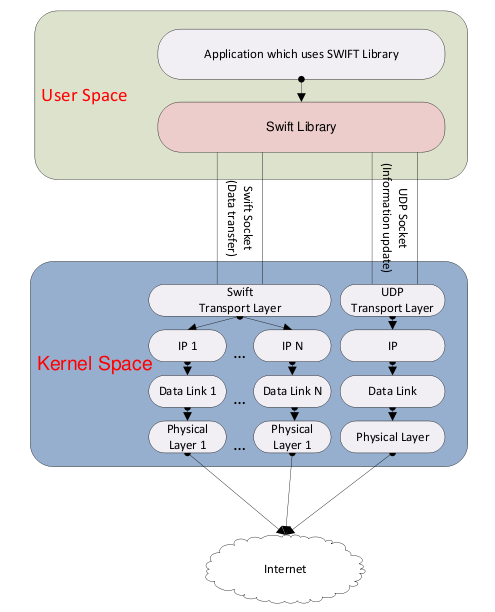 Application which uses SWIFT Library
User Space
Swift Library
Swift Socket
(Data transfer)
UDP Socket
(Information update)
Swift
Transport Layer
UDP
Transport Layer
Kernel Space
IP 1
...
IP N
IP
Data Link 1
...
Data Link N
Data Link
Physical
Layer 1
...
Physical
Layer 1
Physical Layer
Internet